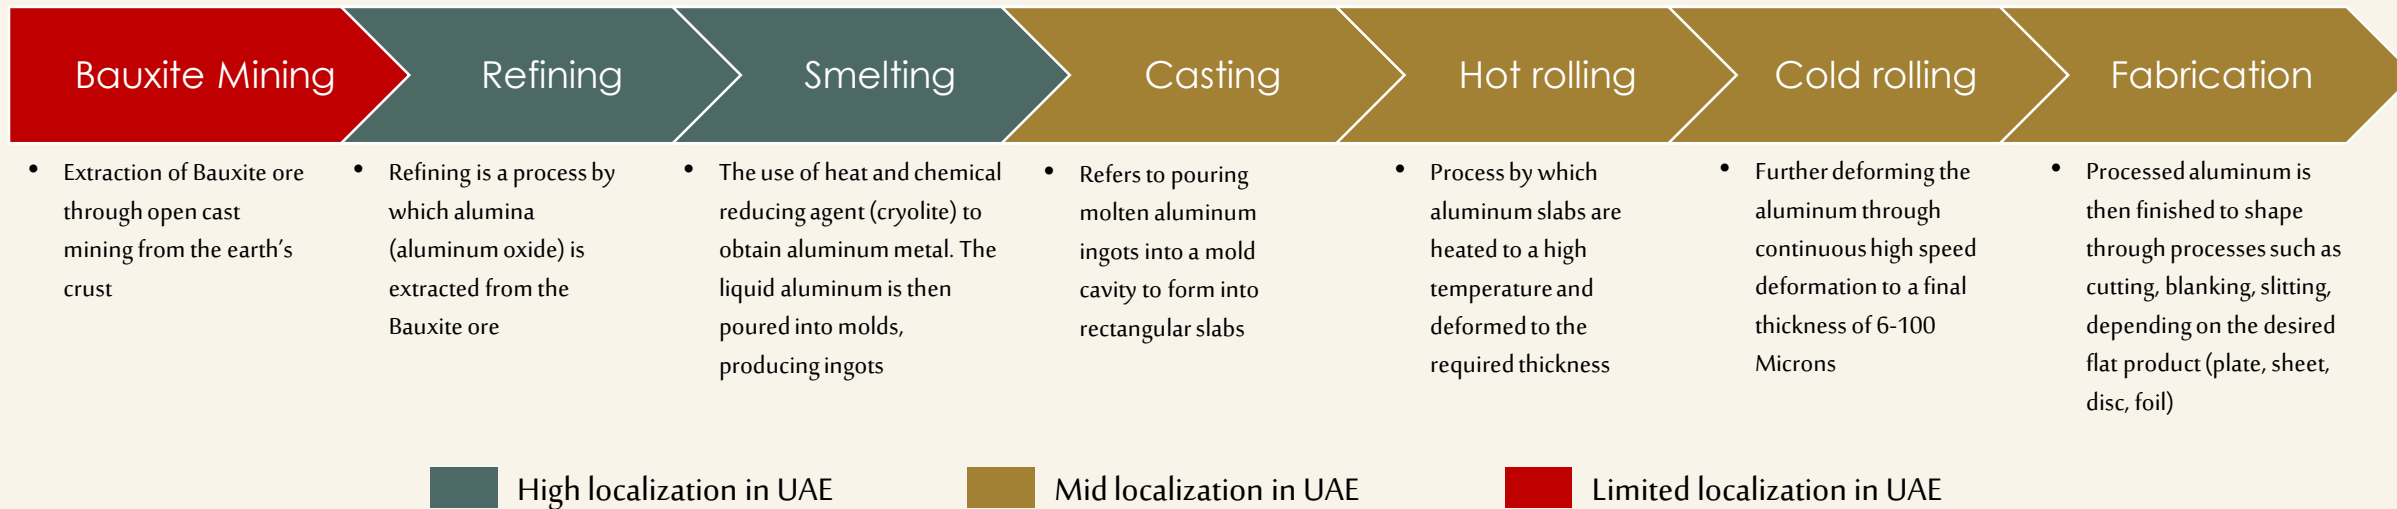 Bauxite Mining
Refining
Smelting
Casting
Hot rolling
Cold rolling
Fabrication
• Extraction of Bauxite ore
through open cast
mining from the earth's
crust
• Refining is a process by
which alumina
(aluminum oxide) is
extracted from the
Bauxite ore
• The use of heat and chemical
reducing agent (cryolite) to
obtain aluminum metal. The
liquid aluminum is then
poured into molds,
producing ingots
• Refers to pouring
molten aluminum
ingots into a mold
cavity to form into
rectangular slabs
• Process by which
aluminum slabs are
heated to a high
temperature and
deformed to the
required thickness
• Further deforming the
aluminum through
continuous high speed
deformation to a final
thickness of 6-100
Microns
• Processed aluminum is
then finished to shape
through processes such as
cutting, blanking, slitting,
depending on the desired
flat product (plate, sheet,
disc, foil)
High localization in UAE
Mid localization in UAE
Limited localization in UAE